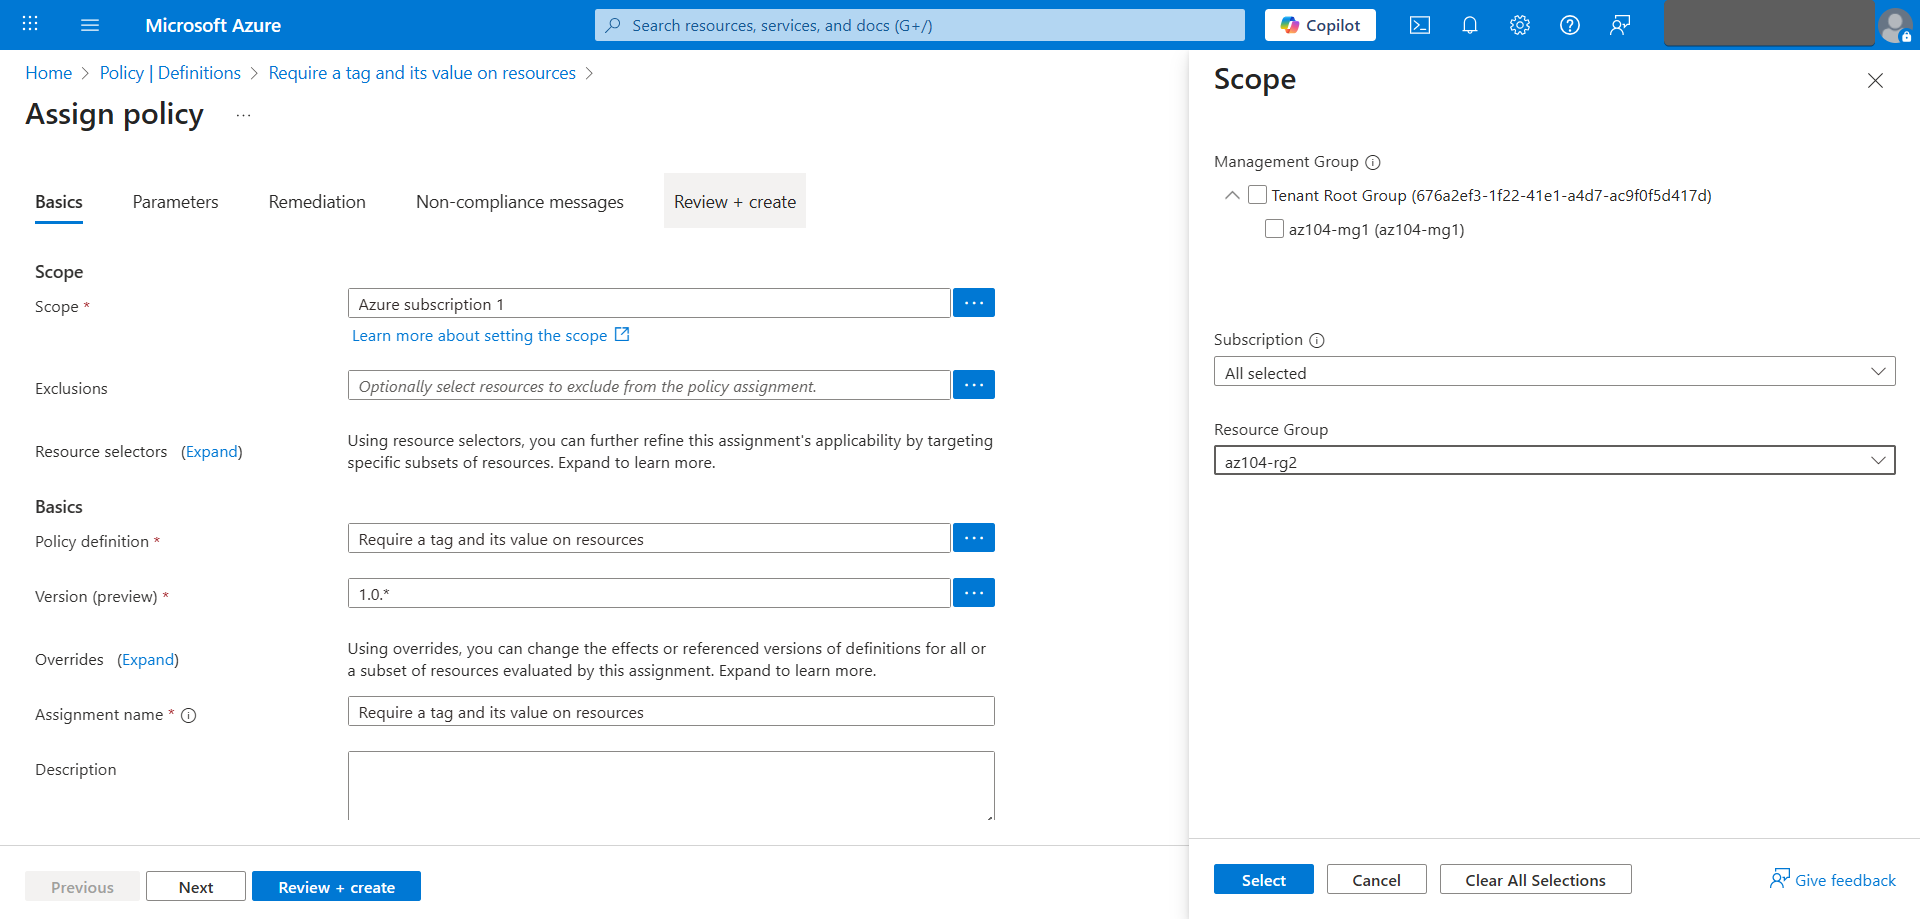 Microsoft Azure
Search resources, services, and docs (G+/)
Copilot
Home > Policy | Definitions > Require a tag and its value on resources >
Assign policy ...
Basics Parameters Remediation Non-compliance messages Review + create
Scope
Scope *
Azure subscription 1
...
Learn more about setting the scope
Exclusions
Optionally select resources to exclude from the policy assignment.
...
Resource selectors (Expand)
Using resource selectors, you can further refine this assignment's applicability by targeting
specific subsets of resources. Expand to learn more.
Basics
Policy definition *
Require a tag and its value on resources
...
Version (preview) *
1.0.*
...
Overrides (Expand)
Using overrides, you can change the effects or referenced versions of definitions for all or
a subset of resources evaluated by this assignment. Expand to learn more.
Assignment name *
Require a tag and its value on resources
Description
Previous Next Review + create
Scope
Management Group
Tenant Root Group (676a2ef3-1f22-41e1-a4d7-ac9f0f5d417d)
az104-mg1 (az104-mg1)
Subscription
All selected
Resource Group
az104-rg2
Select Cancel Clear All Selections Give feedback